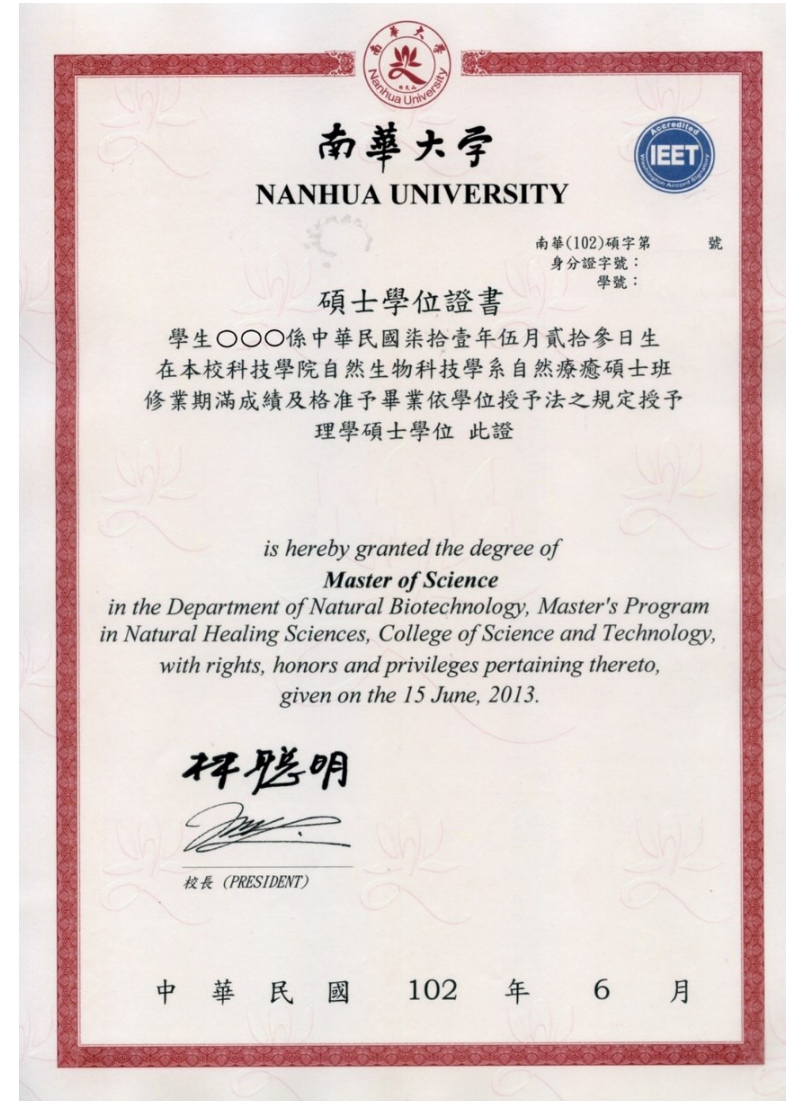 南華大學
Nanhua University
南華大学
NANHUA UNIVERSITY
Accredited
IEET
Washington Accord Signatory
南華(102)碩字第 號
身分證字號：
學號：
碩士學位證書
學生〇〇〇係中華民國柒拾壹年伍月貳拾參日生
在本校科技學院自然生物科技學系自然療癒碩士班
修業期滿成績及格准予畢業依學位授予法之規定授予
理學碩士學位 此證
is hereby granted the degree of
Master of Science
in the Department of Natural Biotechnology, Master's Program
in Natural Healing Sciences, College of Science and Technology,
with rights, honors and privileges pertaining thereto,
given on the 15 June, 2013.
林聰明
校長 (PRESIDENT)
中 華 民 國 102 年 6 月